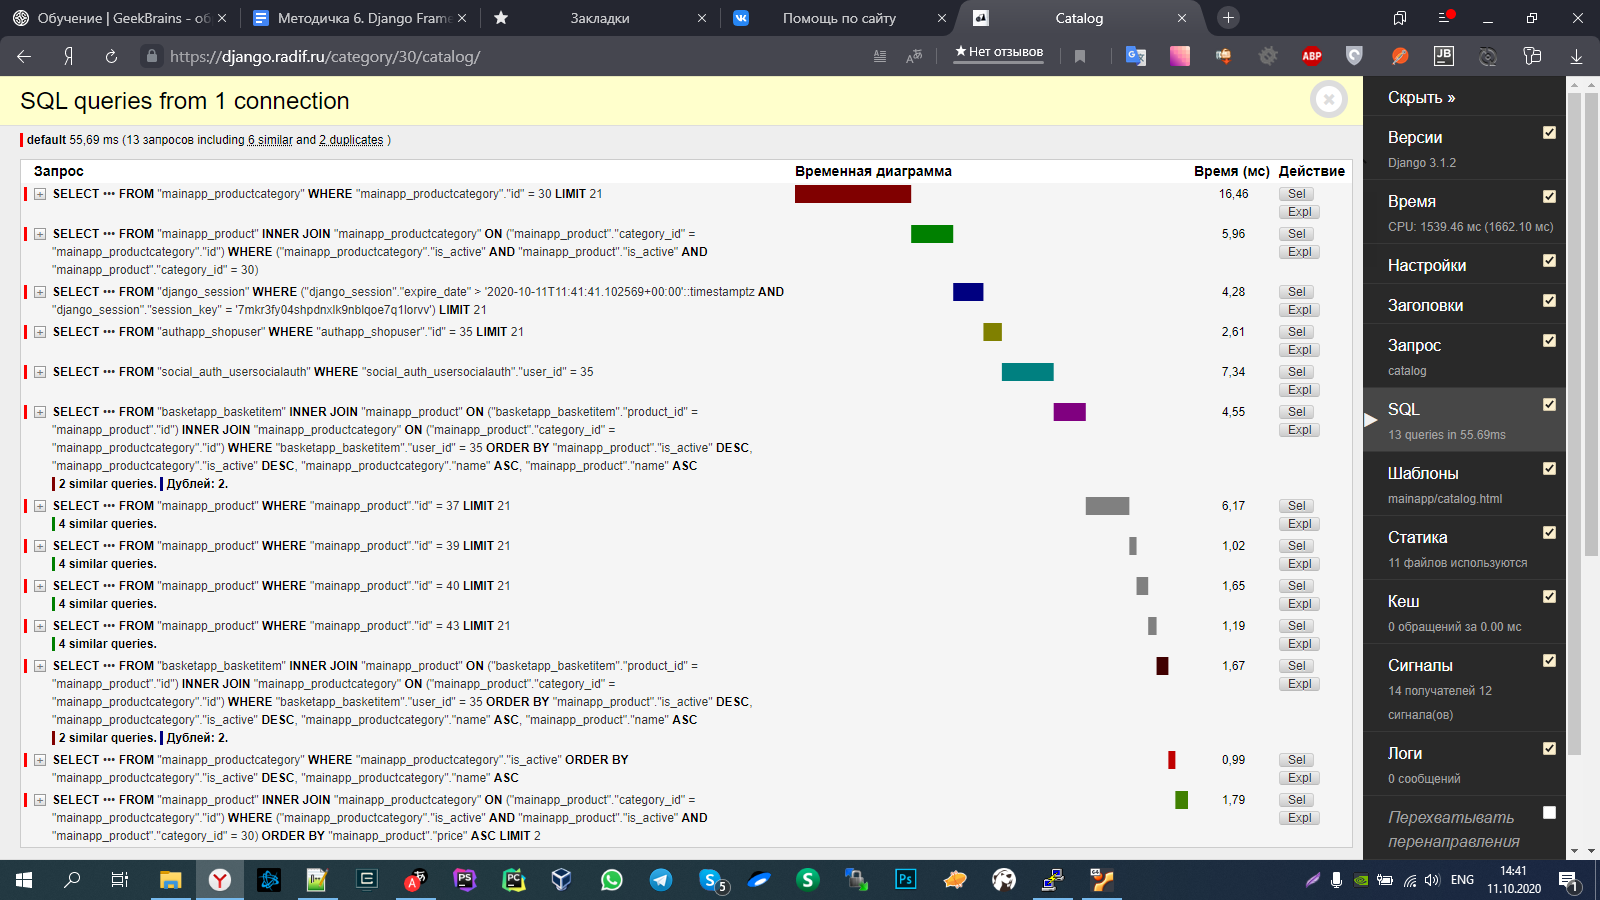 Обучение | GeekBrains - об
Методичка 6. Django Frame
Закладки
Помощь по сайту
Catalog
https://django.radif.ru/category/30/catalog/
★ Нет отзывов
ABP
JB
SQL queries from 1 connection
default 55,69 ms (13 запросов including 6 similar and 2 duplicates )
Запрос Временная диаграмма Время (мс) Действие
SELECT ••• FROM "mainapp_productcategory" WHERE "mainapp_productcategory"."id" = 30 LIMIT 21 16,46 Sel
Expl
SELECT ••• FROM "mainapp_product" INNER JOIN "mainapp_productcategory" ON ("mainapp_product"."category_id" = 5,96 Sel
"mainapp_productcategory"."id") WHERE ("mainapp_productcategory"."is_active" AND "mainapp_product"."is_active" AND Expl
"mainapp_product"."category_id" = 30)
SELECT ••• FROM "django_session" WHERE ("django_session"."expire_date" > '2020-10-11T11:41:41.102569+00:00'::timestamptz AND 4,28 Sel
"django_session"."session_key" = '7mkr3fy04shpdnxlk9nblqoe7q1lorvv') LIMIT 21 Expl
SELECT ••• FROM "authapp_shopuser" WHERE "authapp_shopuser"."id" = 35 LIMIT 21 2,61 Sel
Expl
SELECT ••• FROM "social_auth_usersocialauth" WHERE "social_auth_usersocialauth"."user_id" = 35 7,34 Sel
Expl
SELECT ••• FROM "basketapp_basketitem" INNER JOIN "mainapp_product" ON ("basketapp_basketitem"."product_id" = 4,55 Sel
"mainapp_product"."id") INNER JOIN "mainapp_productcategory" ON ("mainapp_product"."category_id" = Expl
"mainapp_productcategory"."id") WHERE "basketapp_basketitem"."user_id" = 35 ORDER BY "mainapp_product"."is_active" DESC,
"mainapp_productcategory"."is_active" DESC, "mainapp_productcategory"."name" ASC, "mainapp_product"."name" ASC
2 similar queries. Дублей: 2.
SELECT ••• FROM "mainapp_product" WHERE "mainapp_product"."id" = 37 LIMIT 21 6,17 Sel
4 similar queries. Expl
SELECT ••• FROM "mainapp_product" WHERE "mainapp_product"."id" = 39 LIMIT 21 1,02 Sel
4 similar queries. Expl
SELECT ••• FROM "mainapp_product" WHERE "mainapp_product"."id" = 40 LIMIT 21 1,65 Sel
4 similar queries. Expl
SELECT ••• FROM "mainapp_product" WHERE "mainapp_product"."id" = 43 LIMIT 21 1,19 Sel
4 similar queries. Expl
SELECT ••• FROM "basketapp_basketitem" INNER JOIN "mainapp_product" ON ("basketapp_basketitem"."product_id" = 1,67 Sel
"mainapp_product"."id") INNER JOIN "mainapp_productcategory" ON ("mainapp_product"."category_id" = Expl
"mainapp_productcategory"."id") WHERE "basketapp_basketitem"."user_id" = 35 ORDER BY "mainapp_product"."is_active" DESC,
"mainapp_productcategory"."is_active" DESC, "mainapp_productcategory"."name" ASC, "mainapp_product"."name" ASC
2 similar queries. Дублей: 2.
SELECT ••• FROM "mainapp_productcategory" WHERE "mainapp_productcategory"."is_active" ORDER BY 0,99 Sel
"mainapp_productcategory"."is_active" DESC, "mainapp_productcategory"."name" ASC Expl
SELECT ••• FROM "mainapp_product" INNER JOIN "mainapp_productcategory" ON ("mainapp_product"."category_id" = 1,79 Sel
"mainapp_productcategory"."id") WHERE ("mainapp_productcategory"."is_active" AND "mainapp_product"."is_active" AND Expl
"mainapp_product"."category_id" = 30) ORDER BY "mainapp_product"."price" ASC LIMIT 2
Скрыть »
Версии
Django 3.1.2
Время
CPU: 1539.46 мс (1662.10 мс)
Настройки
Заголовки
Запрос
catalog
SQL
13 queries in 55.69ms
Шаблоны
mainapp/catalog.html
Статика
11 файлов используются
Кеш
0 обращений за 0.00 мс
Сигналы
14 получателей 12
сигнала(ов)
Логи
0 сообщений
Перехватывать
перенаправления
PS
PC
5
S
Ps
ENG
14:41
11.10.2020
1